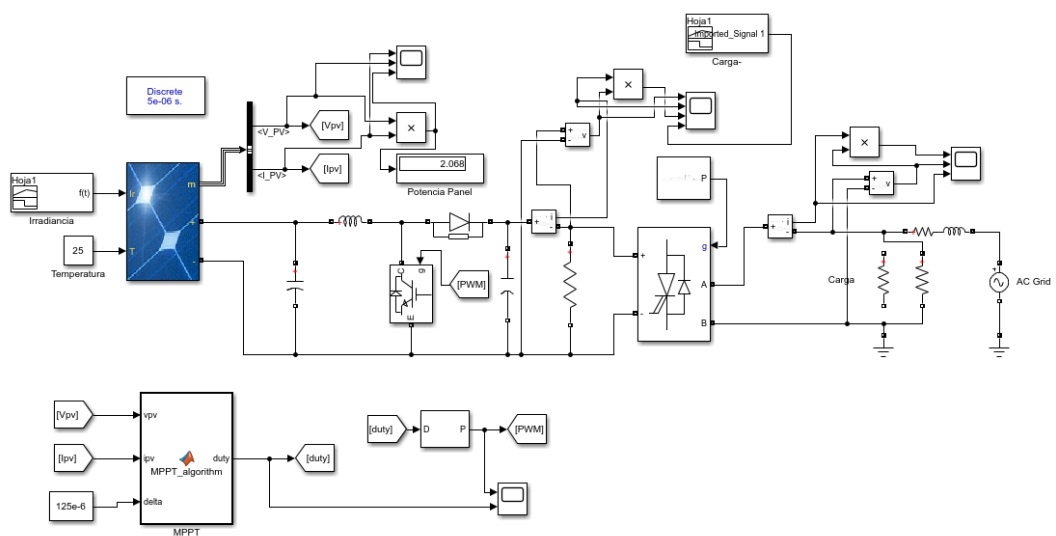 Hoja1
Imported_Signal 1
Carga-
Discrete
5e-06 s.
<V_PV>
[Vpv]
×
<I_PV>
[Ipv]
×
2.068
Potencia Panel
+
-
v
×
+
-
v
P
Hoja1
f(t)
Irradiancia
Ir
m
+
T
-
25
Temperatura
+
i
-
+
i
-
g
C
E
[PWM]
g
+
-
A
B
Carga
+
AC Grid
[Vpv]
vpv
[Ipv]
ipv
125e-6
delta
MPPT_algorithm
duty
MPPT
[duty]
[duty]
D
P
[PWM]